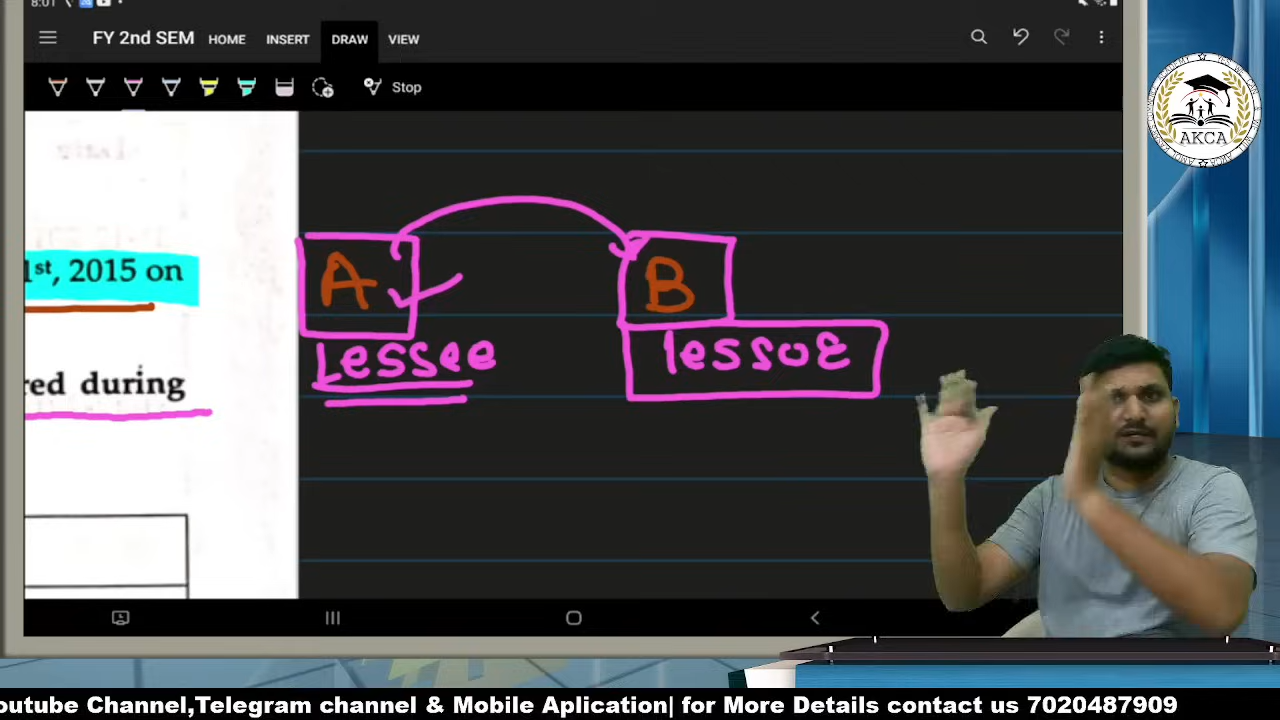 8:01
FY 2nd SEM HOME INSERT DRAW VIEW
Stop
AKCA
1st, 2015 on
red during
A
B
Lessee
lessor
outube Channel,Telegram channel & Mobile Aplication| for More Details contact us 7020487909